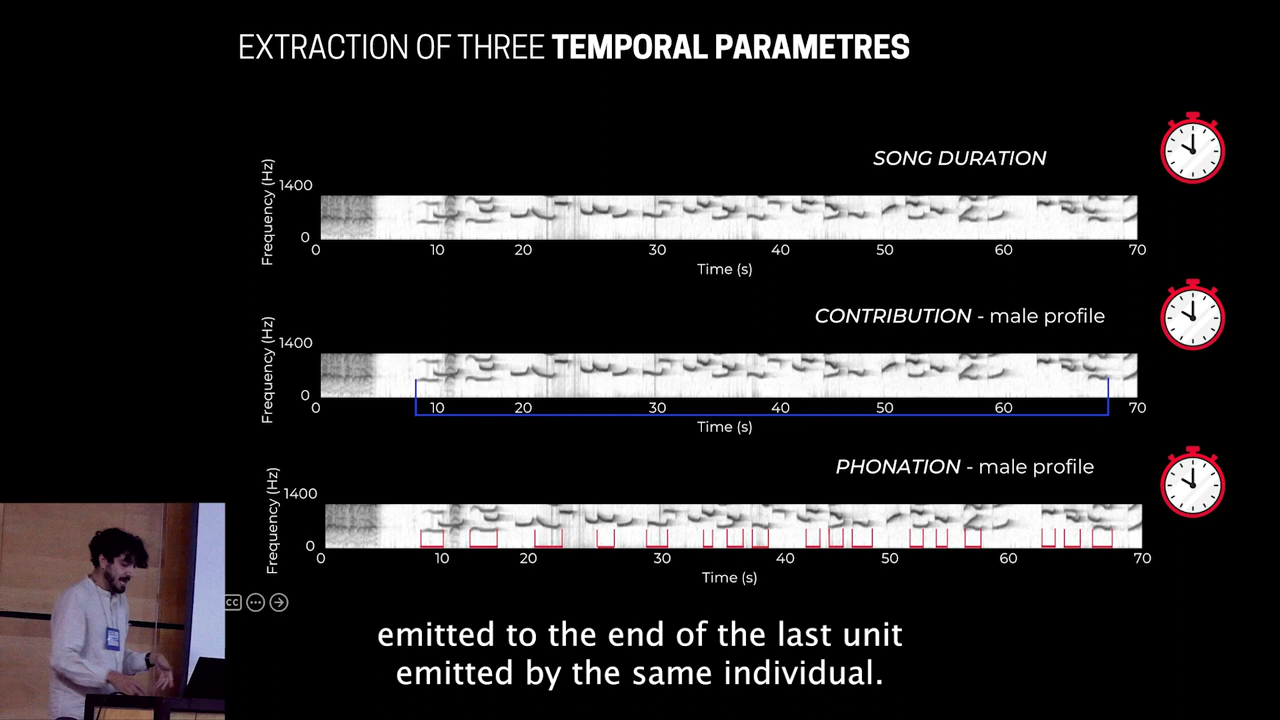 EXTRACTION OF THREE TEMPORAL PARAMETRES
SONG DURATION
Frequency (Hz)
1400
0
0 10 20 30 40 50 60 70
Time (s)
CONTRIBUTION - male profile
Frequency (Hz)
1400
0
0 10 20 30 40 50 60 70
Time (s)
PHONATION - male profile
Frequency (Hz)
1400
0
0 10 20 30 40 50 60 70
Time (s)
CC
emitted to the end of the last unit
emitted by the same individual.